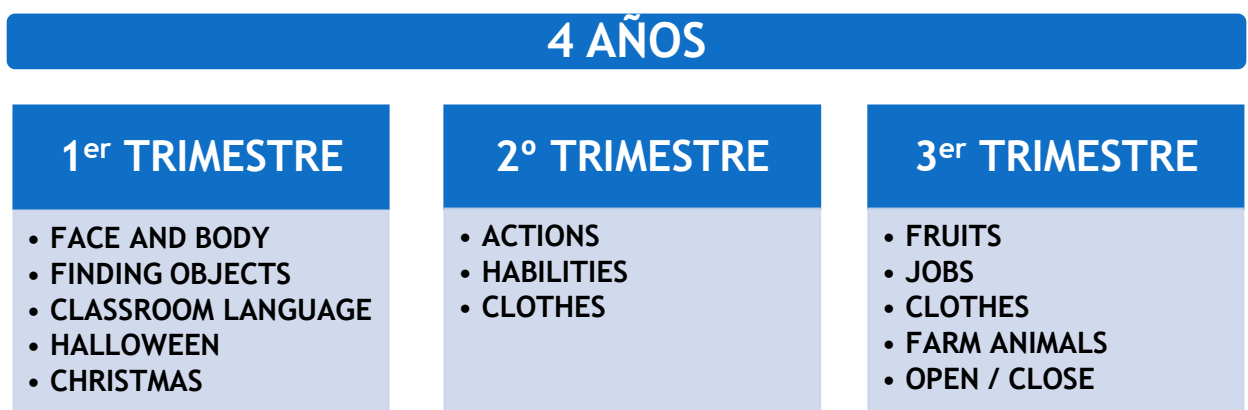 4 AÑOS
1er TRIMESTRE
• FACE AND BODY
• FINDING OBJECTS
• CLASSROOM LANGUAGE
• HALLOWEEN
• CHRISTMAS
2º TRIMESTRE
• ACTIONS
• HABILITIES
• CLOTHES
3er TRIMESTRE
• FRUITS
• JOBS
• CLOTHES
• FARM ANIMALS
• OPEN / CLOSE